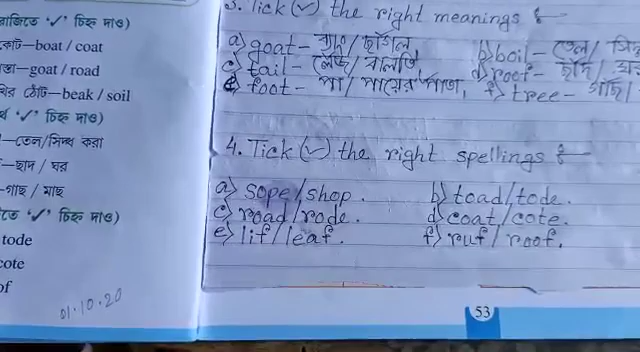 রাজিতে '✓' চিহ্ন দাও)
কোট—boat / coat
স্তা—goat / road
খির ঠোঁট—beak / soil
র্থে '✓' চিহ্ন দাও)
—তেল/সিদ্ধ করা
—ছাদ / ঘর
—গাছ / মাছ
তে '✓' চিহ্ন দাও)
tode
cote
of
01.10.20
3. Tick (✓) the right meanings :-
a) goat - ব্যাঙ / ছাগল
b) boil - তেল /
c) tail - লেজ / বালতি,
d) roof - ছাদ /
e) foot - পা / পায়ের পাতা,
f) tree - গাছ /
4. Tick (✓) the right spellings :-
a) sope / shop.
b) toad / tode.
c) road / rode.
d) coat / cote.
e) lif / leaf.
f) ruf / roof.
53